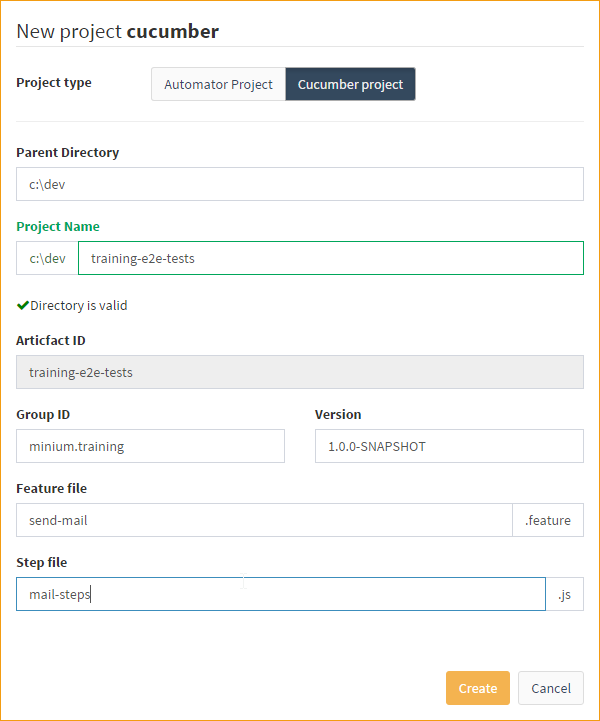 New project cucumber
Project type Automator Project Cucumber project
Parent Directory
c:\dev
Project Name
c:\dev training-e2e-tests
Directory is valid
Articfact ID
training-e2e-tests
Group ID Version
minium.training 1.0.0-SNAPSHOT
Feature file
send-mail .feature
Step file
mail-steps .js
Create Cancel